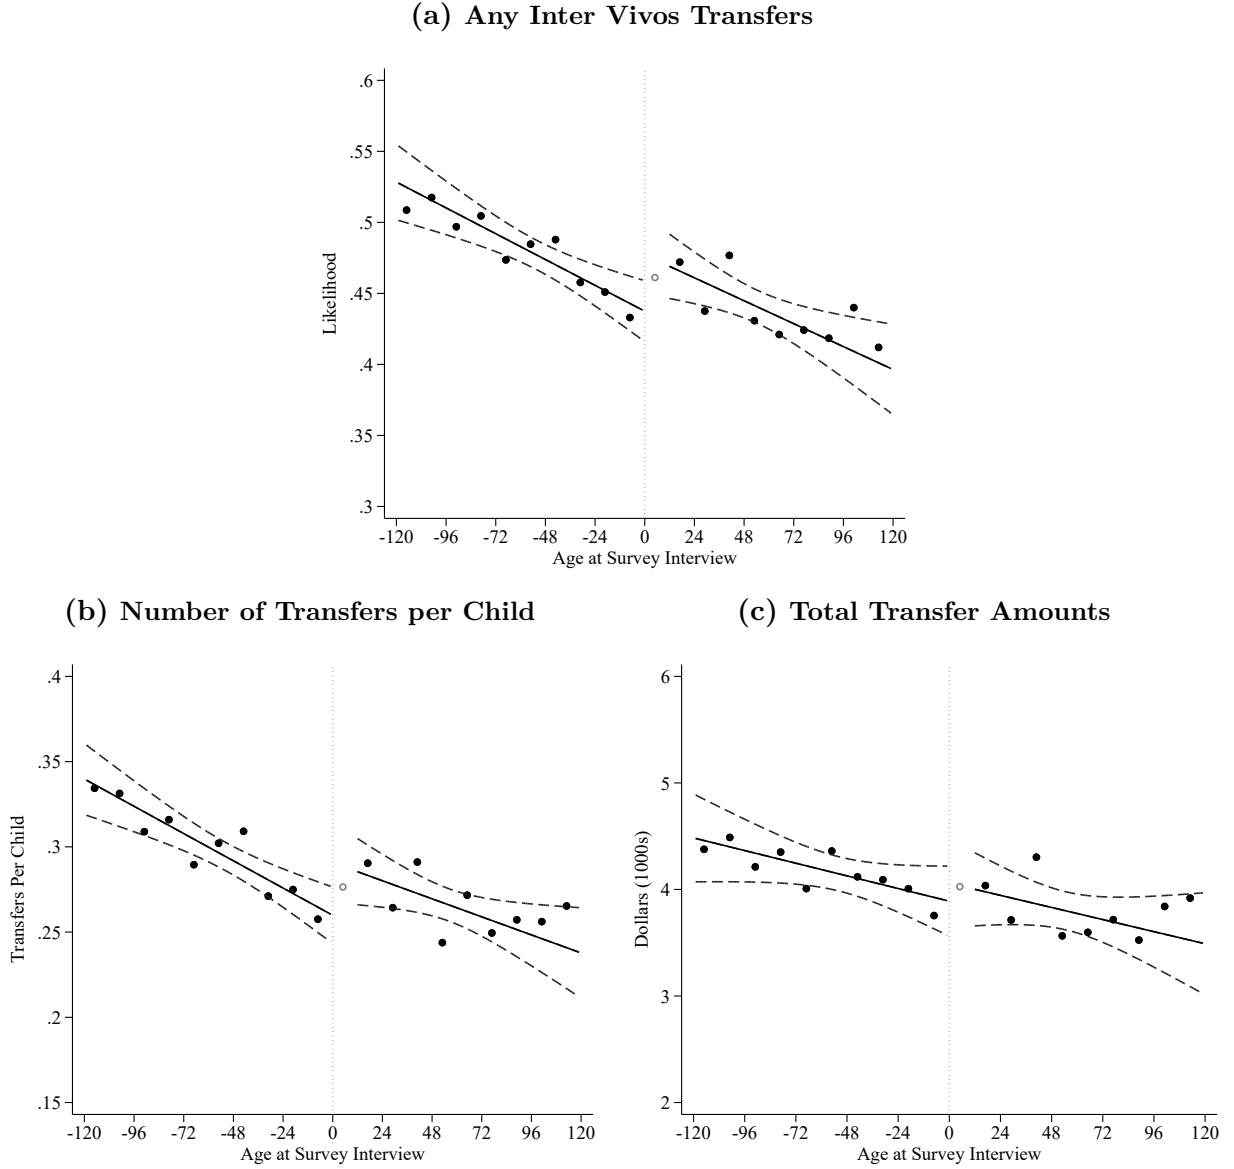 (a) Any Inter Vivos Transfers
.6
.55
.5
.45
.4
.35
.3
Likelihood
-120 -96 -72 -48 -24 0 24 48 72 96 120
Age at Survey Interview
(b) Number of Transfers per Child
.4
.35
.3
.25
.2
.15
Transfers Per Child
-120 -96 -72 -48 -24 0 24 48 72 96 120
Age at Survey Interview
(c) Total Transfer Amounts
6
5
4
3
2
Dollars (1000s)
-120 -96 -72 -48 -24 0 24 48 72 96 120
Age at Survey Interview